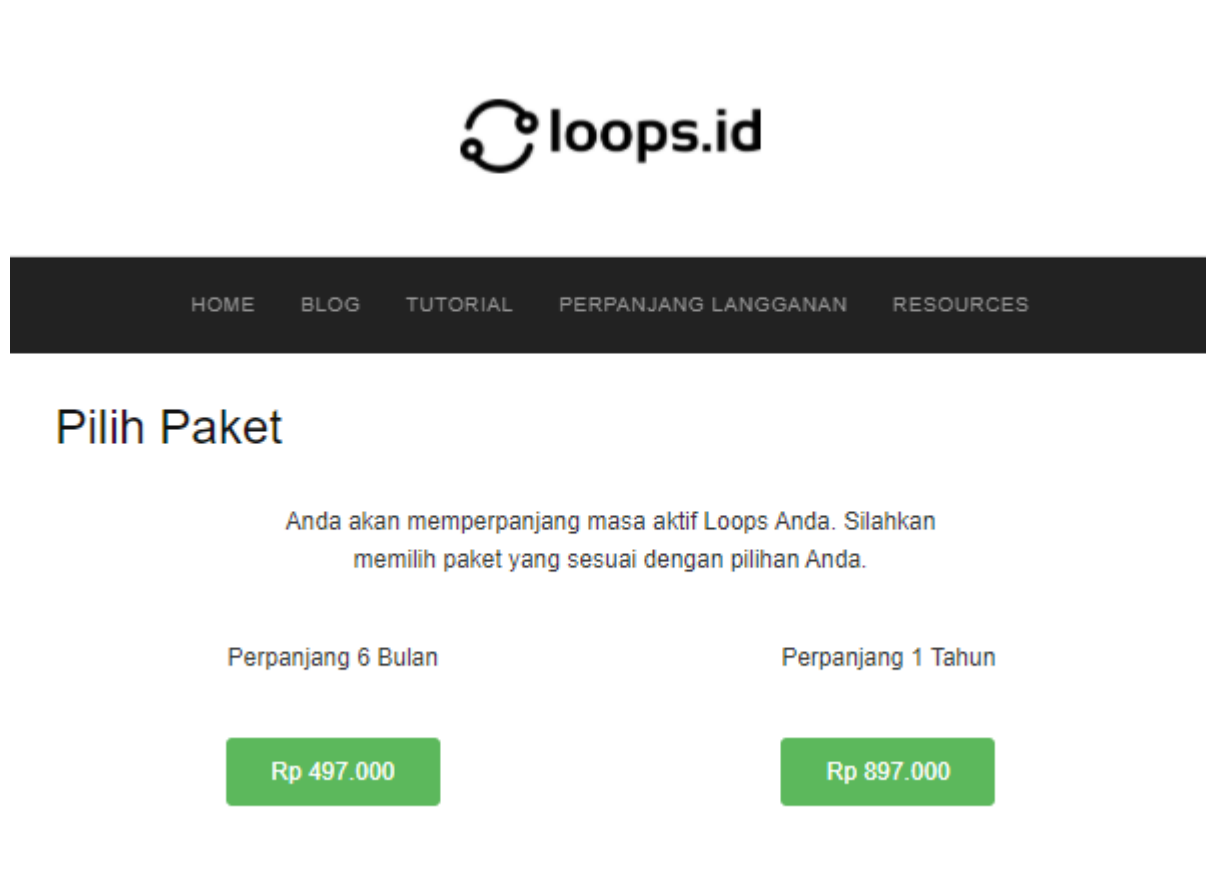 loops.id
HOME BLOG TUTORIAL PERPANJANG LANGGANAN RESOURCES
Pilih Paket
Anda akan memperpanjang masa aktif Loops Anda. Silahkan
memilih paket yang sesuai dengan pilihan Anda.
Perpanjang 6 Bulan
Rp 497.000
Perpanjang 1 Tahun
Rp 897.000